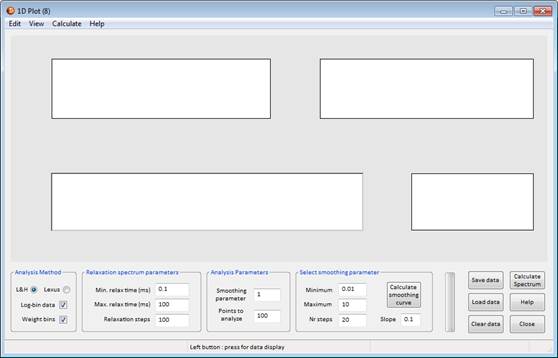 1D Plot (8)
Edit View Calculate Help
Analysis Method
L&H Lexus
Log-bin data
Weight bins
Relaxation spectrum parameters
Min. relax time (ms) 0.1
Max. relax time (ms) 100
Relaxation steps 100
Analysis Parameters
Smoothing parameter 1
Points to analyze 100
Select smoothing parameter
Minimum 0.01
Maximum 10
Nr steps 20
Calculate smoothing curve
Slope 0.1
Save data
Calculate Spectrum
Load data
Help
Clear data
Close
Left button : press for data display